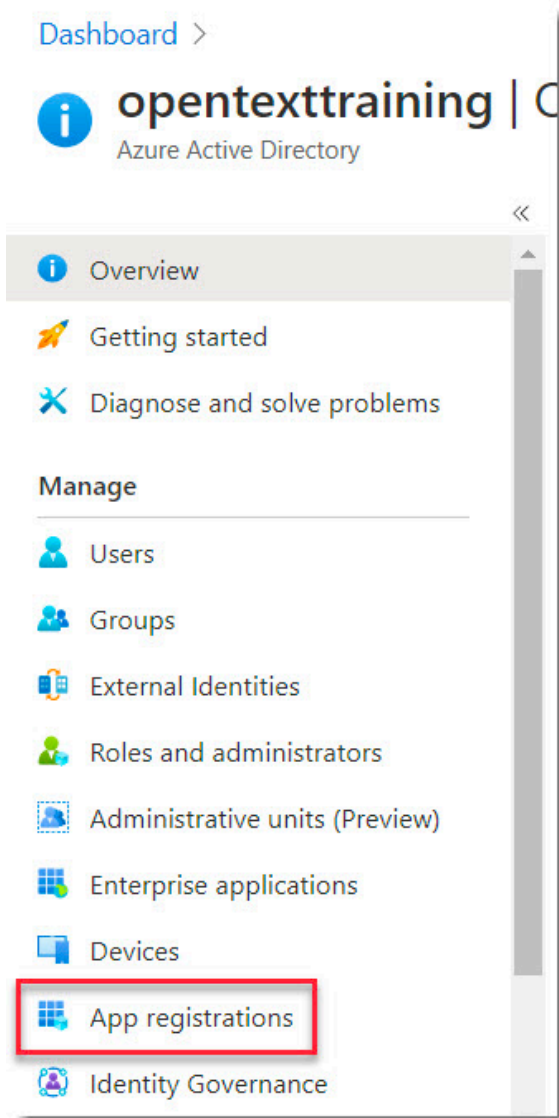 Dashboard >
opentexttraining |
Azure Active Directory
«
Overview
Getting started
Diagnose and solve problems
Manage
Users
Groups
External Identities
Roles and administrators
Administrative units (Preview)
Enterprise applications
Devices
App registrations
Identity Governance